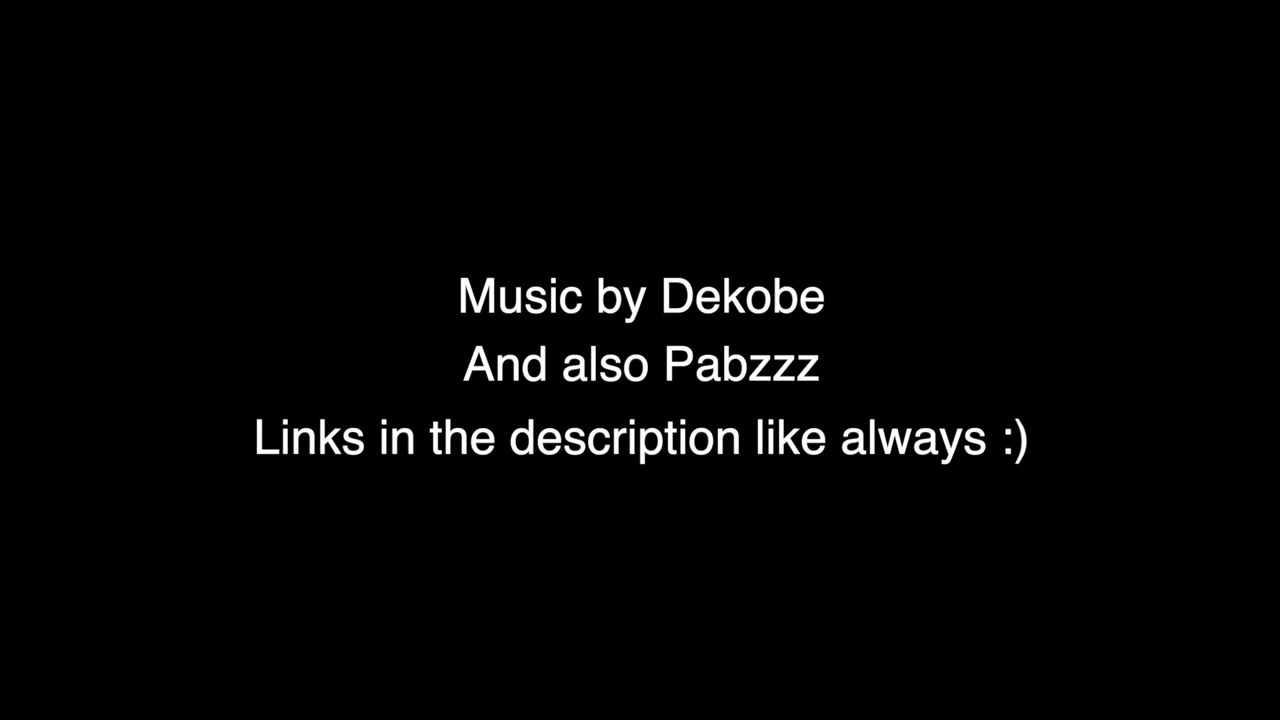 Music by Dekobe
And also Pabzzz
Links in the description like always :)